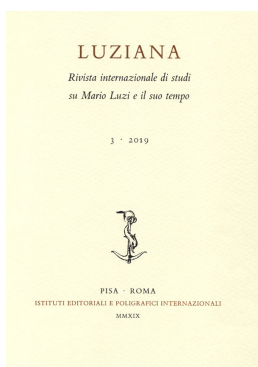 LUZIANA
Rivista internazionale di studi
su Mario Luzi e il suo tempo
3 · 2019
PISA · ROMA
ISTITUTI EDITORIALI E POLIGRAFICI INTERNAZIONALI
MMXIX